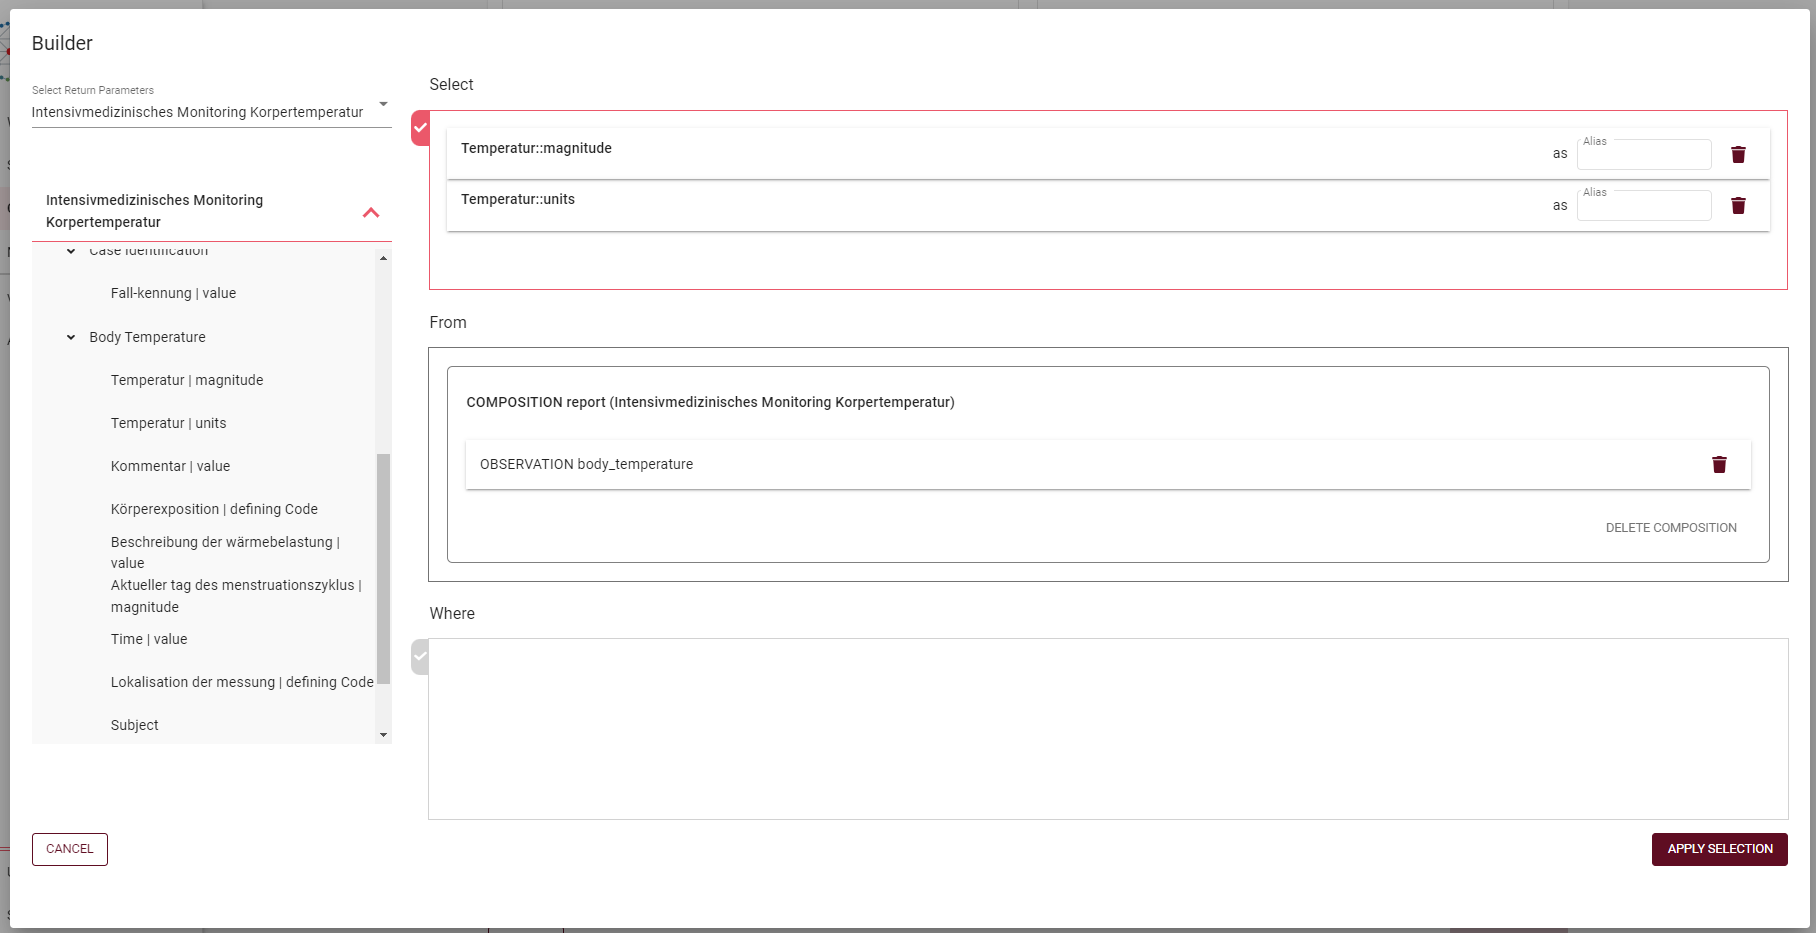 Builder
Select Return Parameters
Intensivmedizinisches Monitoring Korpertemperatur
Intensivmedizinisches Monitoring
Korpertemperatur
Case Identification
Fall-kennung | value
Body Temperature
Temperatur | magnitude
Temperatur | units
Kommentar | value
Körperexposition | defining Code
Beschreibung der wärmebelastung |
value
Aktueller tag des menstruationszyklus |
magnitude
Time | value
Lokalisation der messung | defining Code
Subject
CANCEL
Select
Temperatur::magnitude
as
Alias
Temperatur::units
as
Alias
From
COMPOSITION report (Intensivmedizinisches Monitoring Korpertemperatur)
OBSERVATION body_temperature
DELETE COMPOSITION
Where
APPLY SELECTION